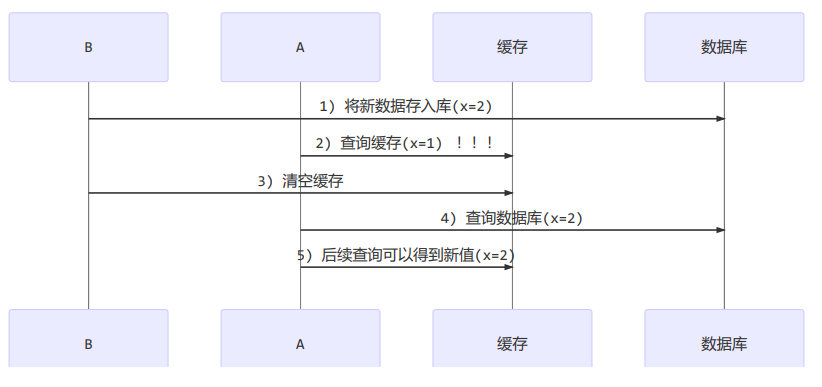 B
A
缓存
数据库
1) 将新数据存入库(x=2)
2) 查询缓存(x=1) ！！！
3) 清空缓存
4) 查询数据库(x=2)
5) 后续查询可以得到新值(x=2)
B
A
缓存
数据库